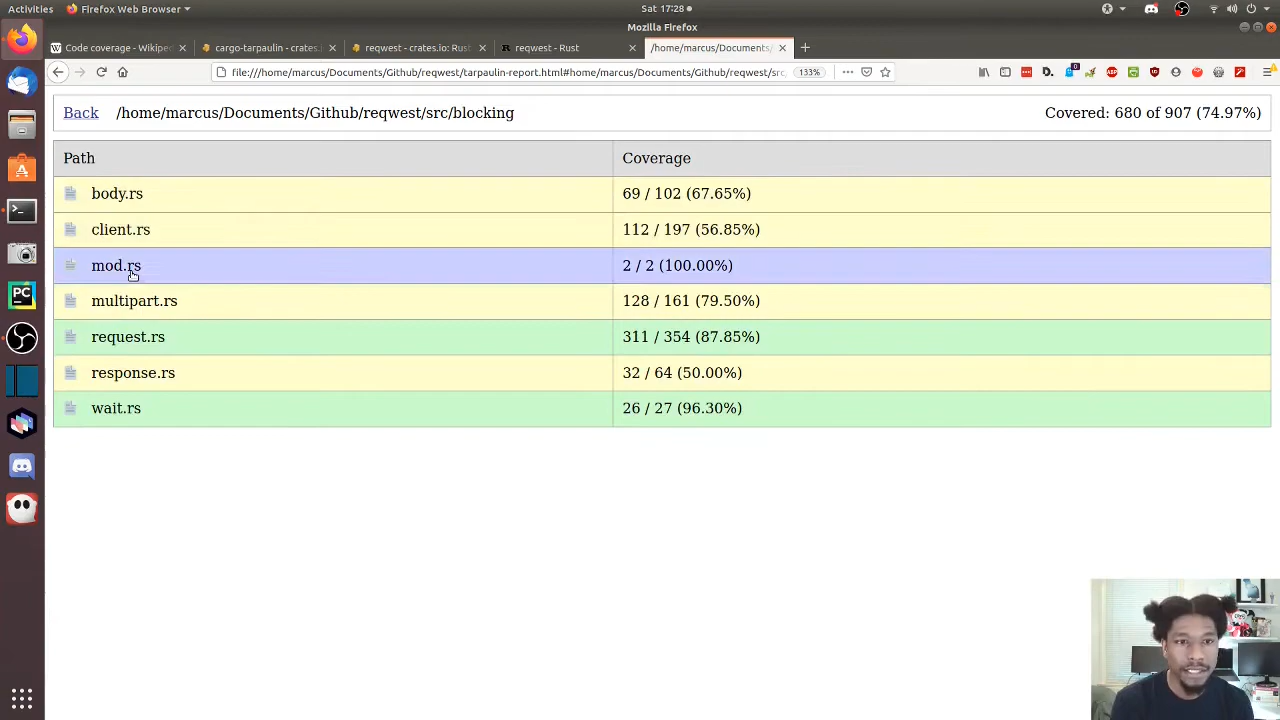 Activities
Firefox Web Browser
Sat 17:28
Mozilla Firefox
Code coverage - Wikipe
cargo-tarpaulin - crates.i
reqwest - crates.io: Rust
R
reqwest - Rust
/home/marcus/Documents/
file:///home/marcus/Documents/Github/reqwest/tarpaulin-report.html#home/marcus/Documents/Github/reqwest/src/
133%
Back
/home/marcus/Documents/Github/reqwest/src/blocking
Covered: 680 of 907 (74.97%)
Path
Coverage
body.rs
69 / 102 (67.65%)
client.rs
112 / 197 (56.85%)
mod.rs
2 / 2 (100.00%)
multipart.rs
128 / 161 (79.50%)
request.rs
311 / 354 (87.85%)
response.rs
32 / 64 (50.00%)
wait.rs
26 / 27 (96.30%)
PC